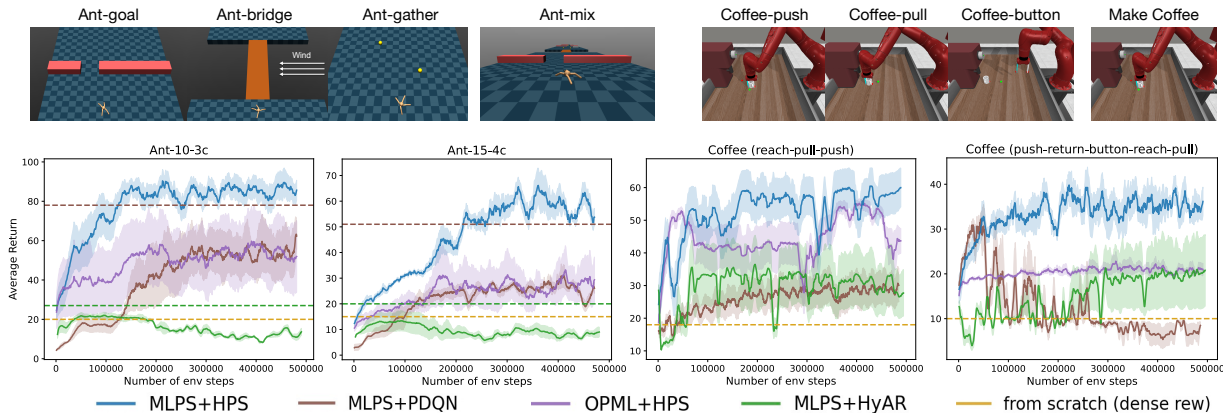 Ant-goal Ant-bridge Ant-gather Ant-mix Coffee-push Coffee-pull Coffee-button Make Coffee
Wind
Ant-10-3c
Average Return
100
80
60
40
20
0
0 100000 200000 300000 400000 500000
Number of env steps
Ant-15-4c
70
60
50
40
30
20
10
0
0 100000 200000 300000 400000 500000
Number of env steps
Coffee (reach-pull-push)
60
50
40
30
20
10
0 100000 200000 300000 400000 500000
Number of env steps
Coffee (push-return-button-reach-pull)
40
30
20
10
0
0 100000 200000 300000 400000 500000
Number of env steps
MLPS+HPS MLPS+PDQN OPML+HPS MLPS+HyAR from scratch (dense rew)